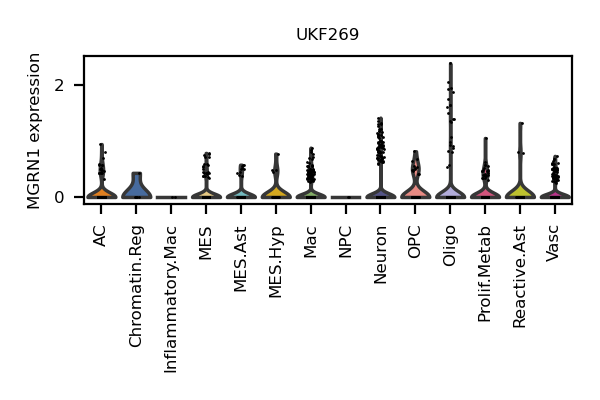 UKF269
MGRN1 expression
2
0
AC
Chromatin.Reg
Inflammatory.Mac
MES
MES.Ast
MES.Hyp
Mac
NPC
Neuron
OPC
Oligo
Prolif.Metab
Reactive.Ast
Vasc